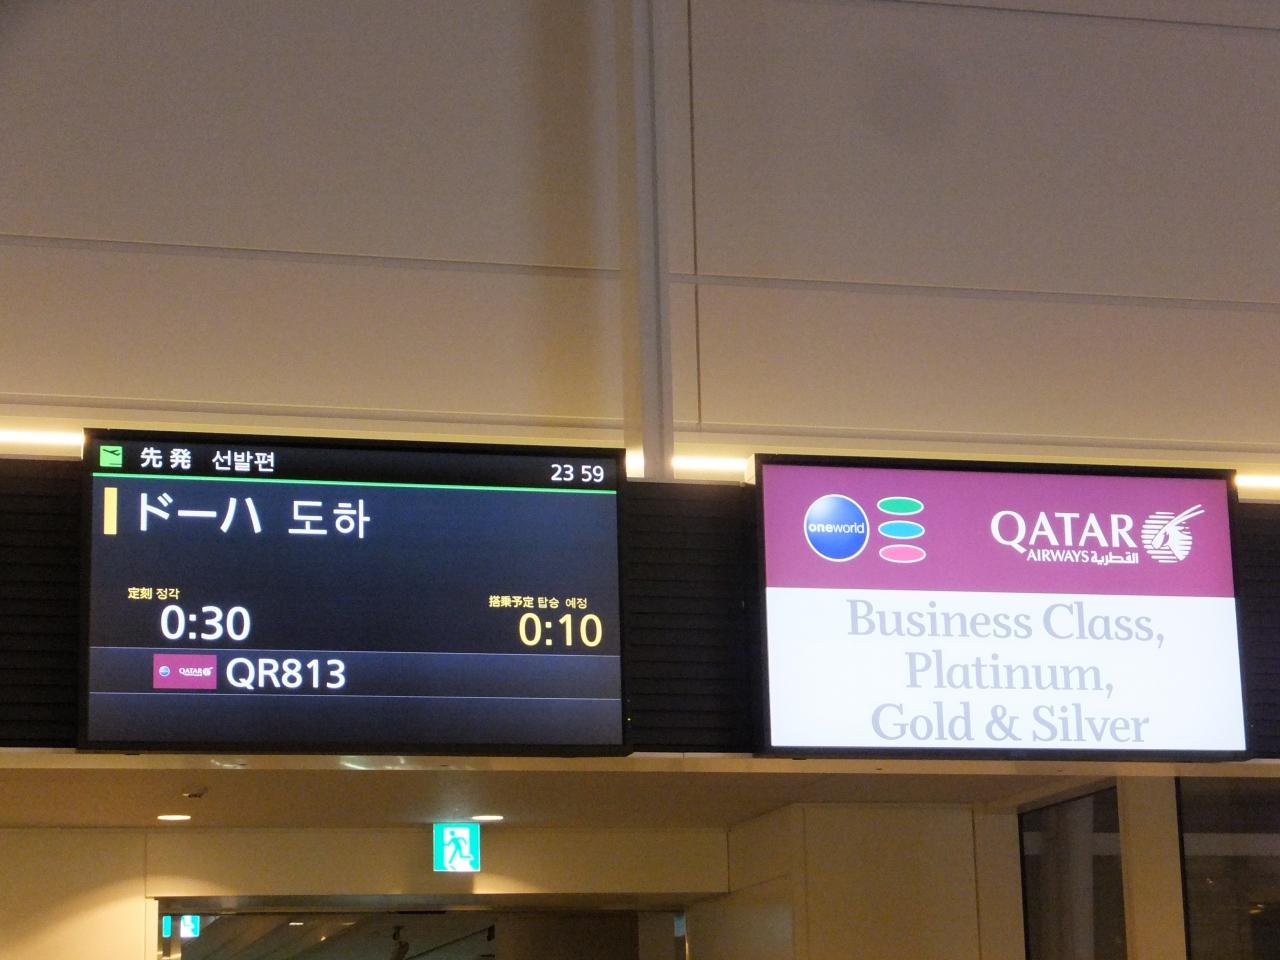 先発 선발편 23 59
ドーハ 도하
定刻 정각 搭乗予定 탑승 예정
0:30 0:10
QATAR QR813
oneworld QATAR
AIRWAYS القطرية
Business Class,
Platinum,
Gold & Silver